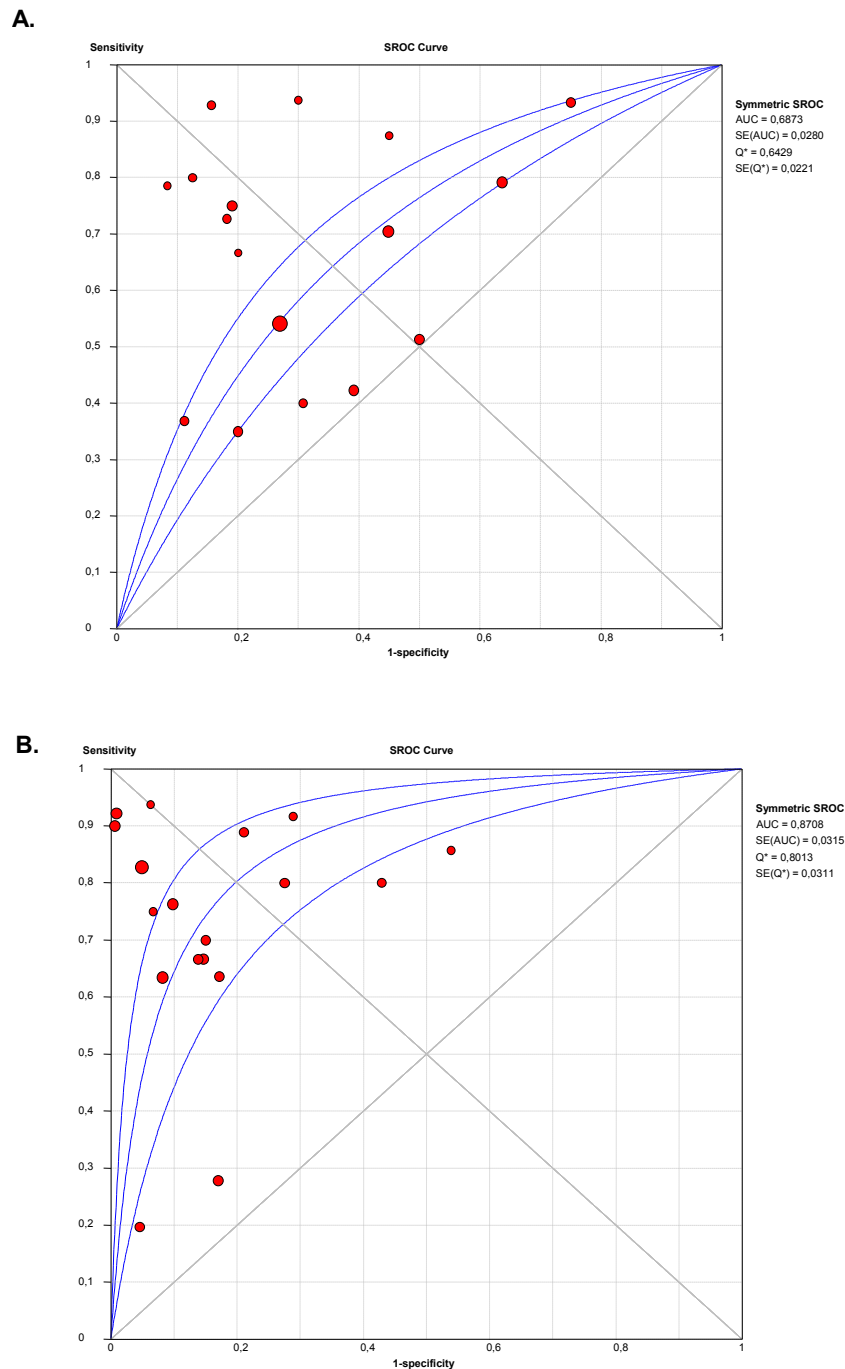 A.
Sensitivity SROC Curve
1
0,9
0,8
0,7
0,6
0,5
0,4
0,3
0,2
0,1
0
0 0,2 0,4 0,6 0,8 1
1-specificity
Symmetric SROC
AUC = 0,6873
SE(AUC) = 0,0280
Q* = 0,6429
SE(Q*) = 0,0221
B.
Sensitivity SROC Curve
1
0,9
0,8
0,7
0,6
0,5
0,4
0,3
0,2
0,1
0
0 0,2 0,4 0,6 0,8 1
1-specificity
Symmetric SROC
AUC = 0,8708
SE(AUC) = 0,0315
Q* = 0,8013
SE(Q*) = 0,0311